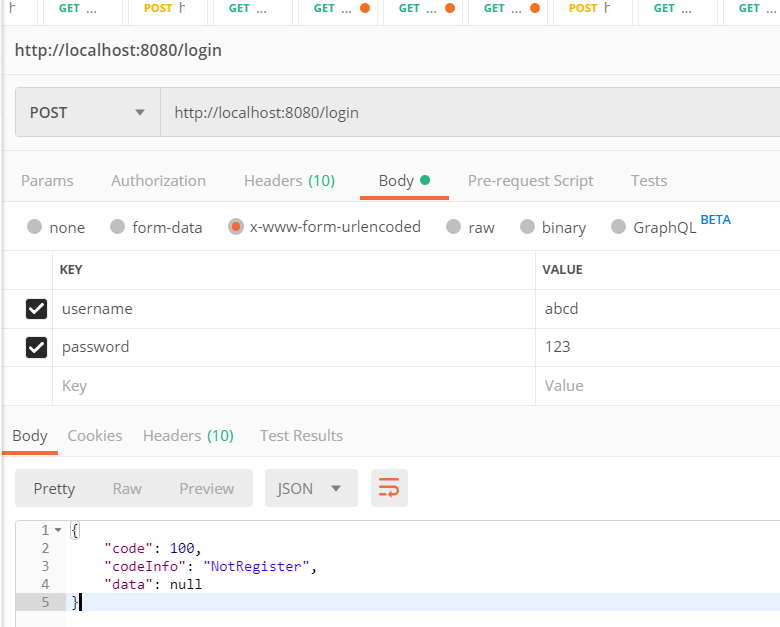 h GET ... POST h GET ... GET ... GET ... GET ... POST h GET ... GET ...
http://localhost:8080/login
POST http://localhost:8080/login
Params Authorization Headers (10) Body Pre-request Script Tests
none form-data x-www-form-urlencoded raw binary GraphQL BETA
KEY VALUE
username abcd
password 123
Key Value
Body Cookies Headers (10) Test Results
Pretty Raw Preview JSON
1 {
2 "code": 100,
3 "codeInfo": "NotRegister",
4 "data": null
5 }